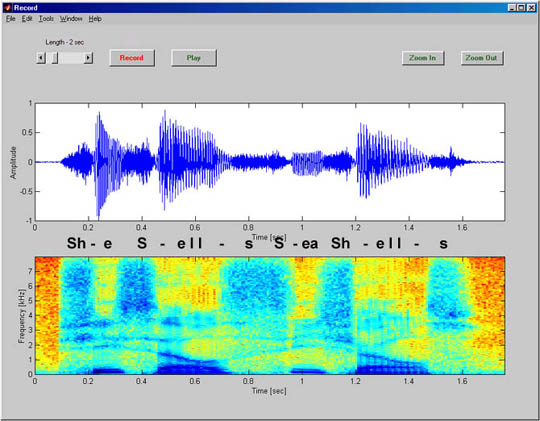 Record
File Edit Tools Window Help
Length - 2 sec
Record Play Zoom In Zoom Out
1
0.5
0
-0.5
-1
Amplitude
0 0.2 0.4 0.6 0.8 1 1.2 1.4 1.6
Time [sec]
Sh - e S - ell - s S - ea Sh - ell - s
7
6
5
4
3
2
1
0
Frequency [kHz]
0 0.2 0.4 0.6 0.8 1 1.2 1.4 1.6
Time [sec]